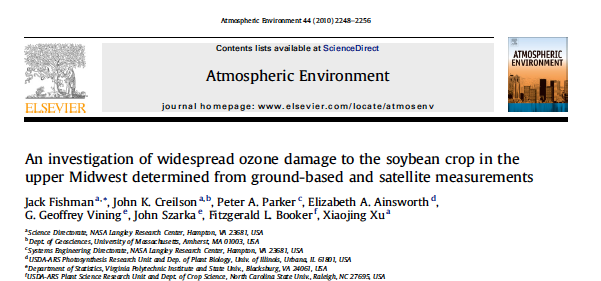 Atmospheric Environment 44 (2010) 2248–2256
Contents lists available at ScienceDirect
Atmospheric Environment
journal homepage: www.elsevier.com/locate/atmosenv
ELSEVIER
ATMOSPHERIC
ENVIRONMENT
An investigation of widespread ozone damage to the soybean crop in the
upper Midwest determined from ground-based and satellite measurements
Jack Fishman a,*, John K. Creilson a,b, Peter A. Parker c, Elizabeth A. Ainsworth d,
G. Geoffrey Vining e, John Szarka e, Fitzgerald L. Booker f, Xiaojing Xu a
a Science Directorate, NASA Langley Research Center, Hampton, VA 23681, USA
b Dept. of Geosciences, University of Massachusetts, Amherst, MA 01003, USA
c Systems Engineering Directorate, NASA Langley Research Center, Hampton, VA 23681, USA
d USDA-ARS Photosynthesis Research Unit and Dep. of Plant Biology, Univ. of Illinois, Urbana, IL 61801, USA
e Department of Statistics, Virginia Polytechnic Institute and State Univ., Blacksburg, VA 24061, USA
f USDA-ARS Plant Science Research Unit and Dept. of Crop Science, North Carolina State Univ., Raleigh, NC 27695, USA